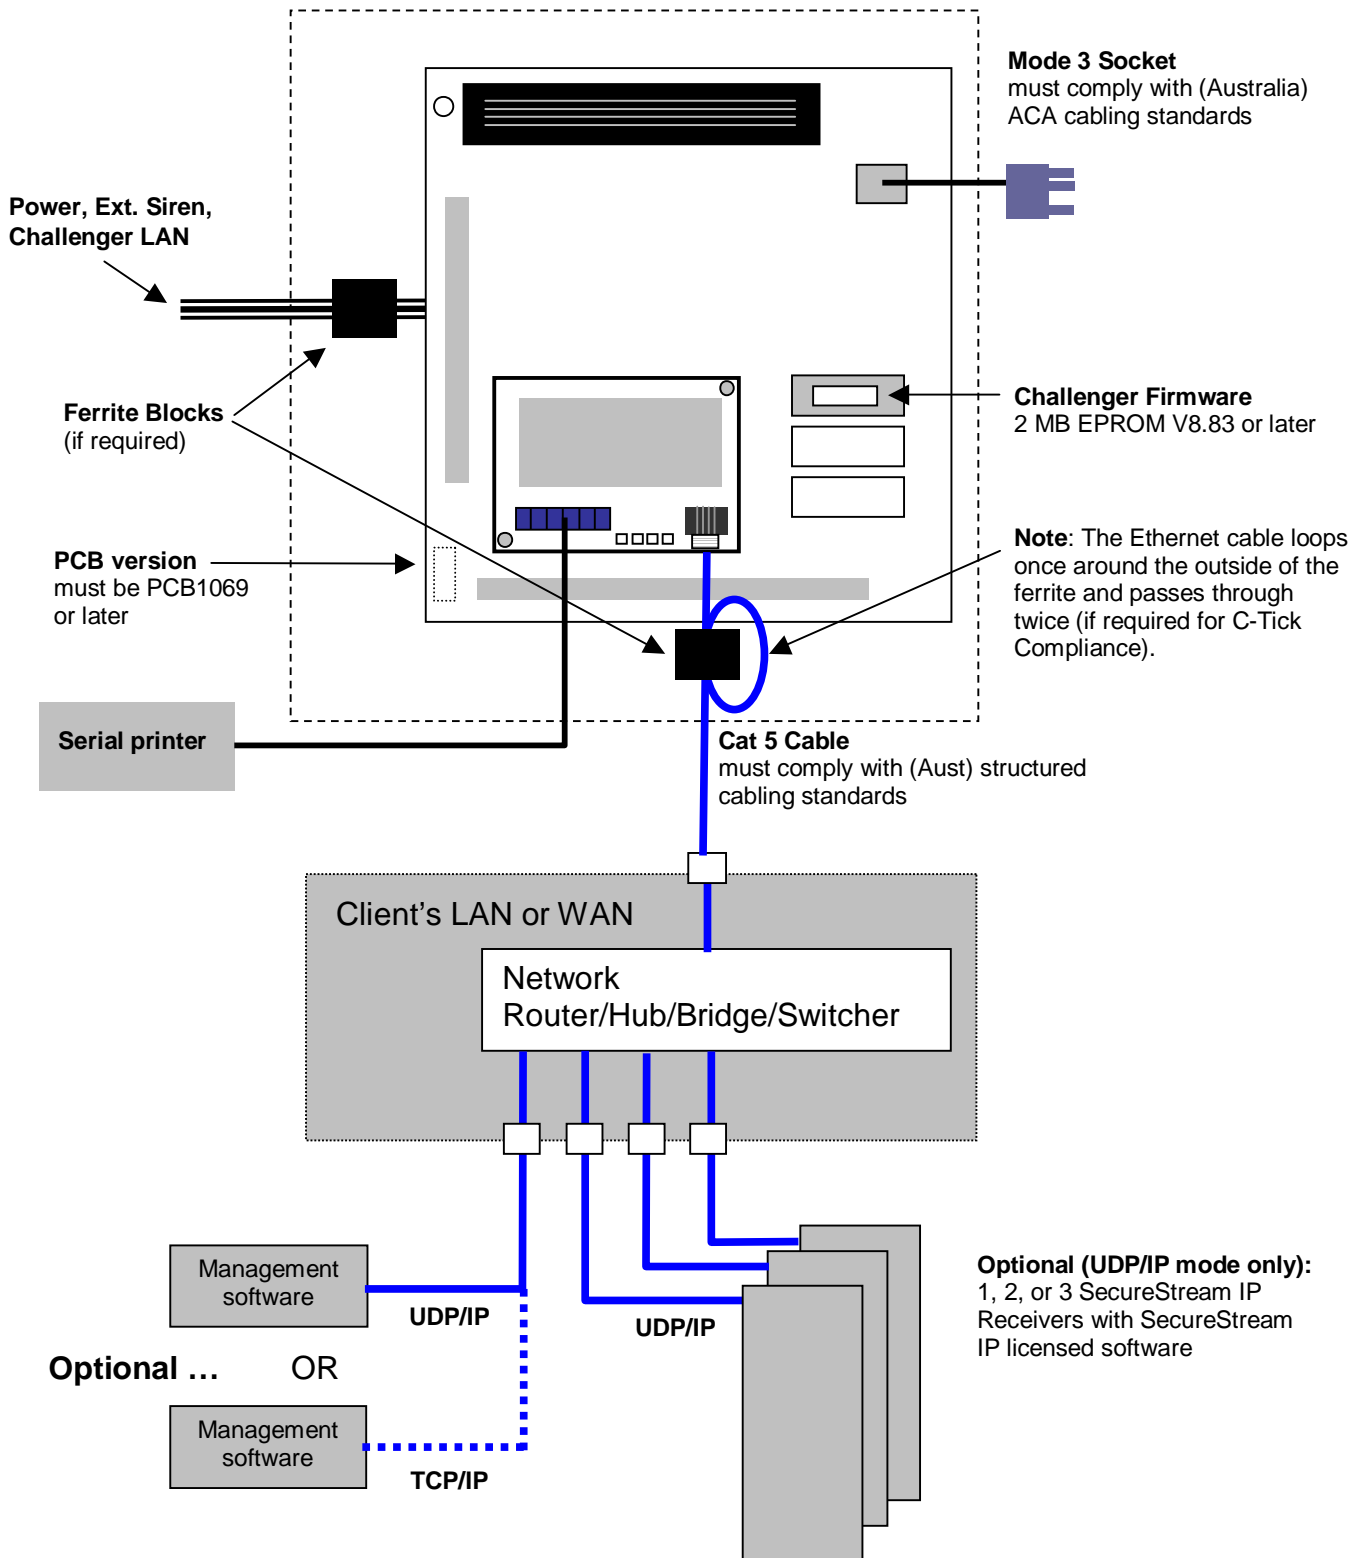 Mode 3 Socket
must comply with (Australia)
ACA cabling standards
Power, Ext. Siren,
Challenger LAN
Ferrite Blocks
(if required)
Challenger Firmware
2 MB EPROM V8.83 or later
PCB version
must be PCB1069
or later
Note: The Ethernet cable loops
once around the outside of the
ferrite and passes through
twice (if required for C-Tick
Compliance).
Serial printer
Cat 5 Cable
must comply with (Aust) structured
cabling standards
Client's LAN or WAN
Network
Router/Hub/Bridge/Switcher
Management
software
UDP/IP
UDP/IP
Optional (UDP/IP mode only):
1, 2, or 3 SecureStream IP
Receivers with SecureStream
IP licensed software
Optional … OR
Management
software
TCP/IP